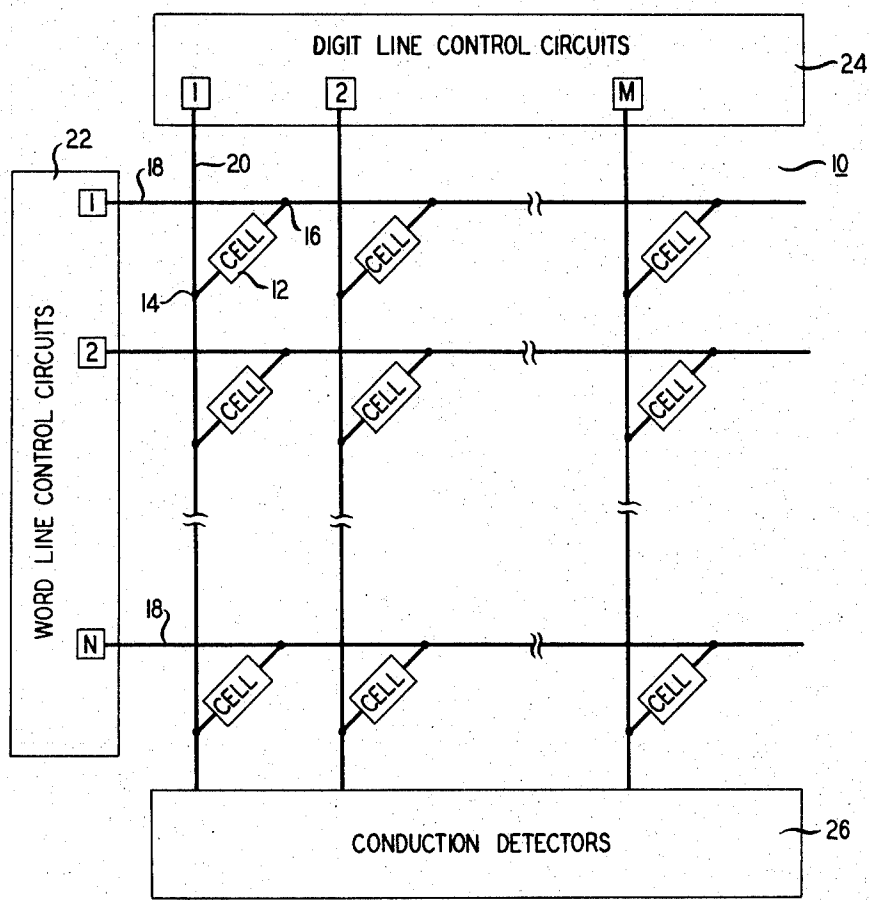 DIGIT LINE CONTROL CIRCUITS
24
1 2 M
22
20
10
18
1
16
CELL CELL CELL
12
14
2
CELL CELL CELL
WORD LINE CONTROL CIRCUITS
18
N
CELL CELL CELL
CONDUCTION DETECTORS
26